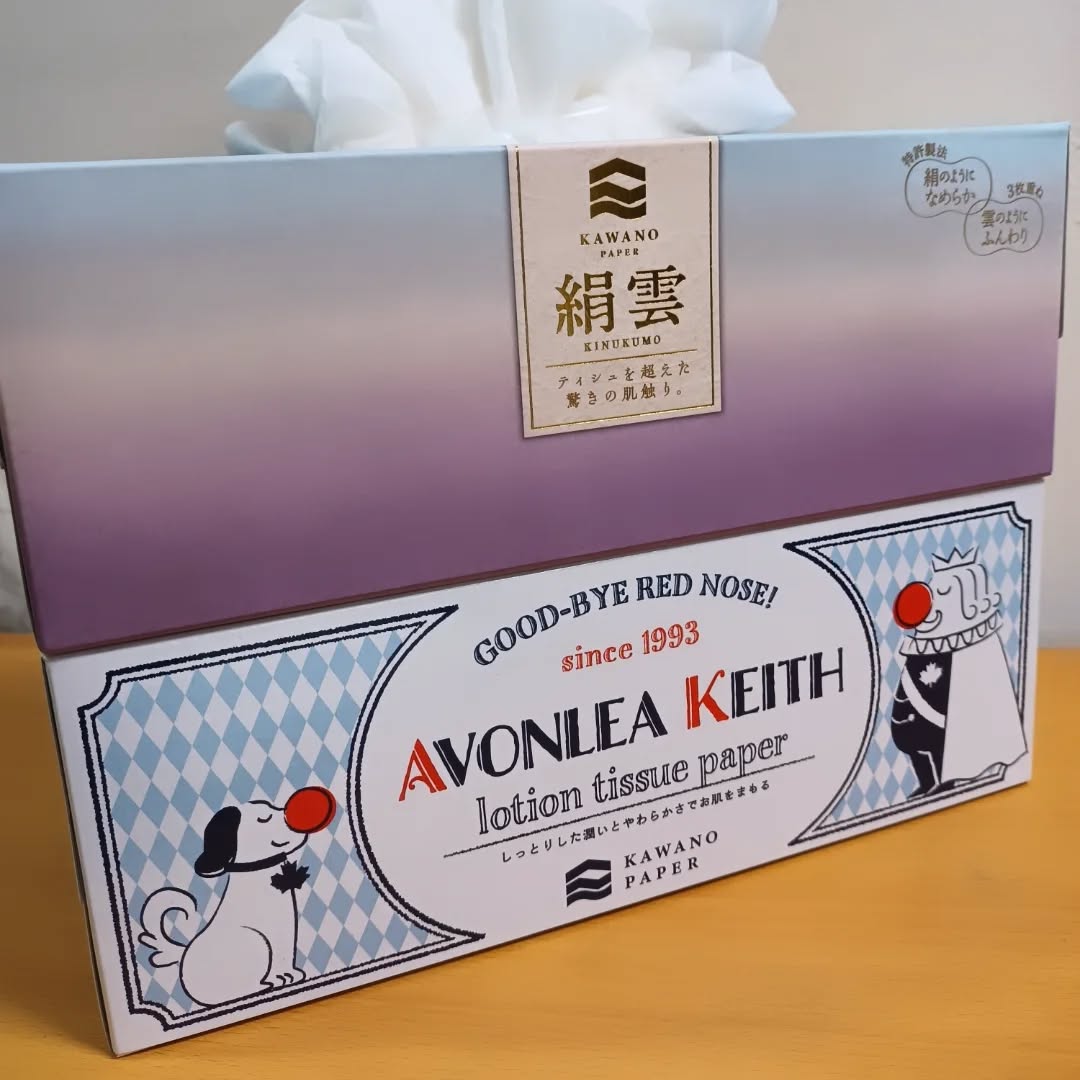 KAWANO
PAPER
絹雲
KINUKUMO
ティシューを超えた
驚きの肌触り。
特許製法
絹のように
なめらか
3枚重ね
雲のように
ふんわり
GOOD-BYE RED NOSE!
since 1993
AVONLEA KEITH
lotion tissue paper
しっとりした潤いとやわらかさでお肌をまもる
KAWANO
PAPER